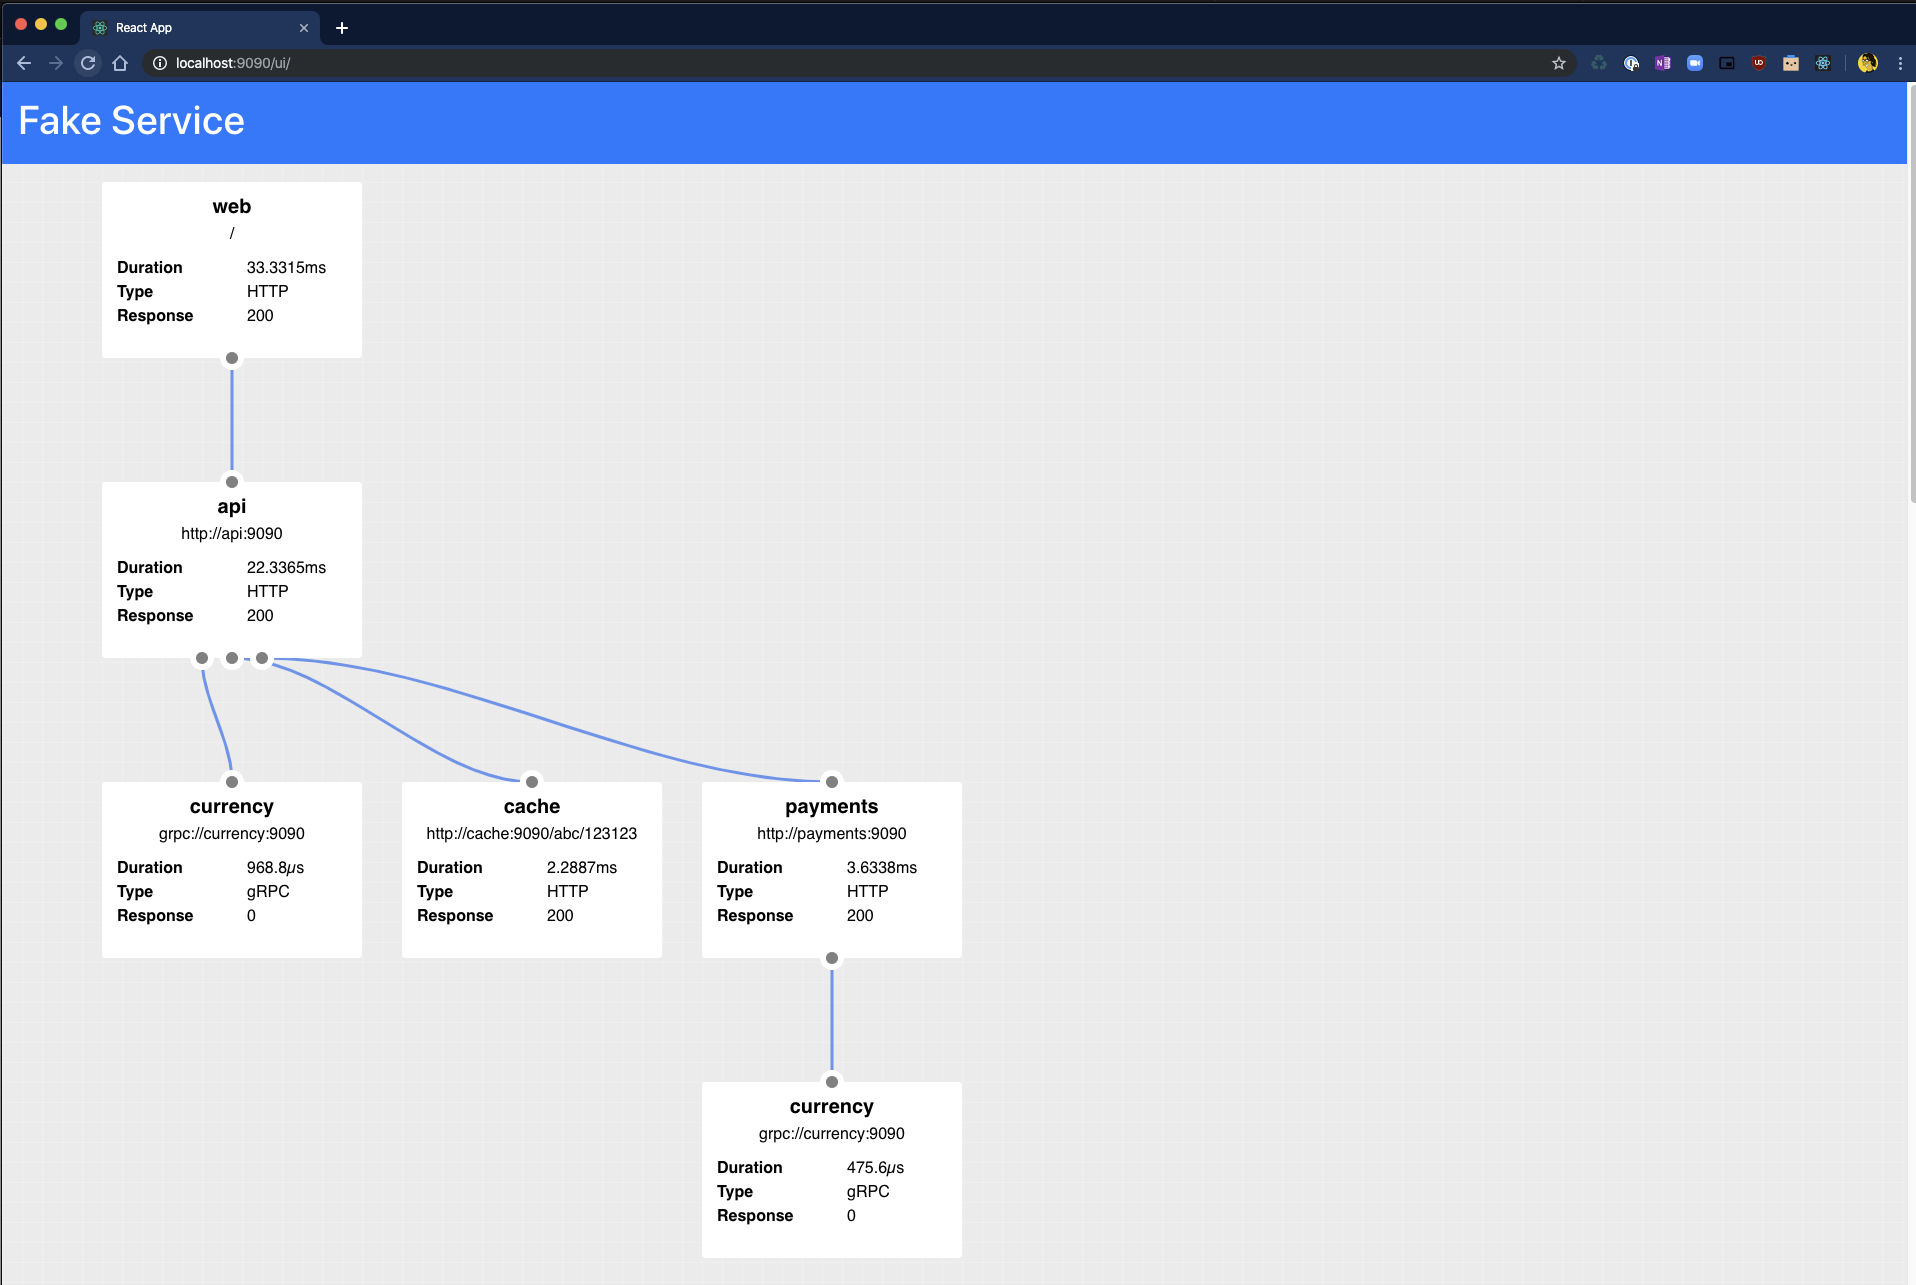 React App
localhost:9090/ui/
Fake Service
web
/
Duration 33.3315ms
Type HTTP
Response 200
api
http://api:9090
Duration 22.3365ms
Type HTTP
Response 200
currency
grpc://currency:9090
Duration 968.8µs
Type gRPC
Response 0
cache
http://cache:9090/abc/123123
Duration 2.2887ms
Type HTTP
Response 200
payments
http://payments:9090
Duration 3.6338ms
Type HTTP
Response 200
currency
grpc://currency:9090
Duration 475.6µs
Type gRPC
Response 0